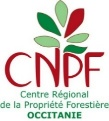 CNPF
Centre Régional
de la Propriété Forestière
OCCITANIE